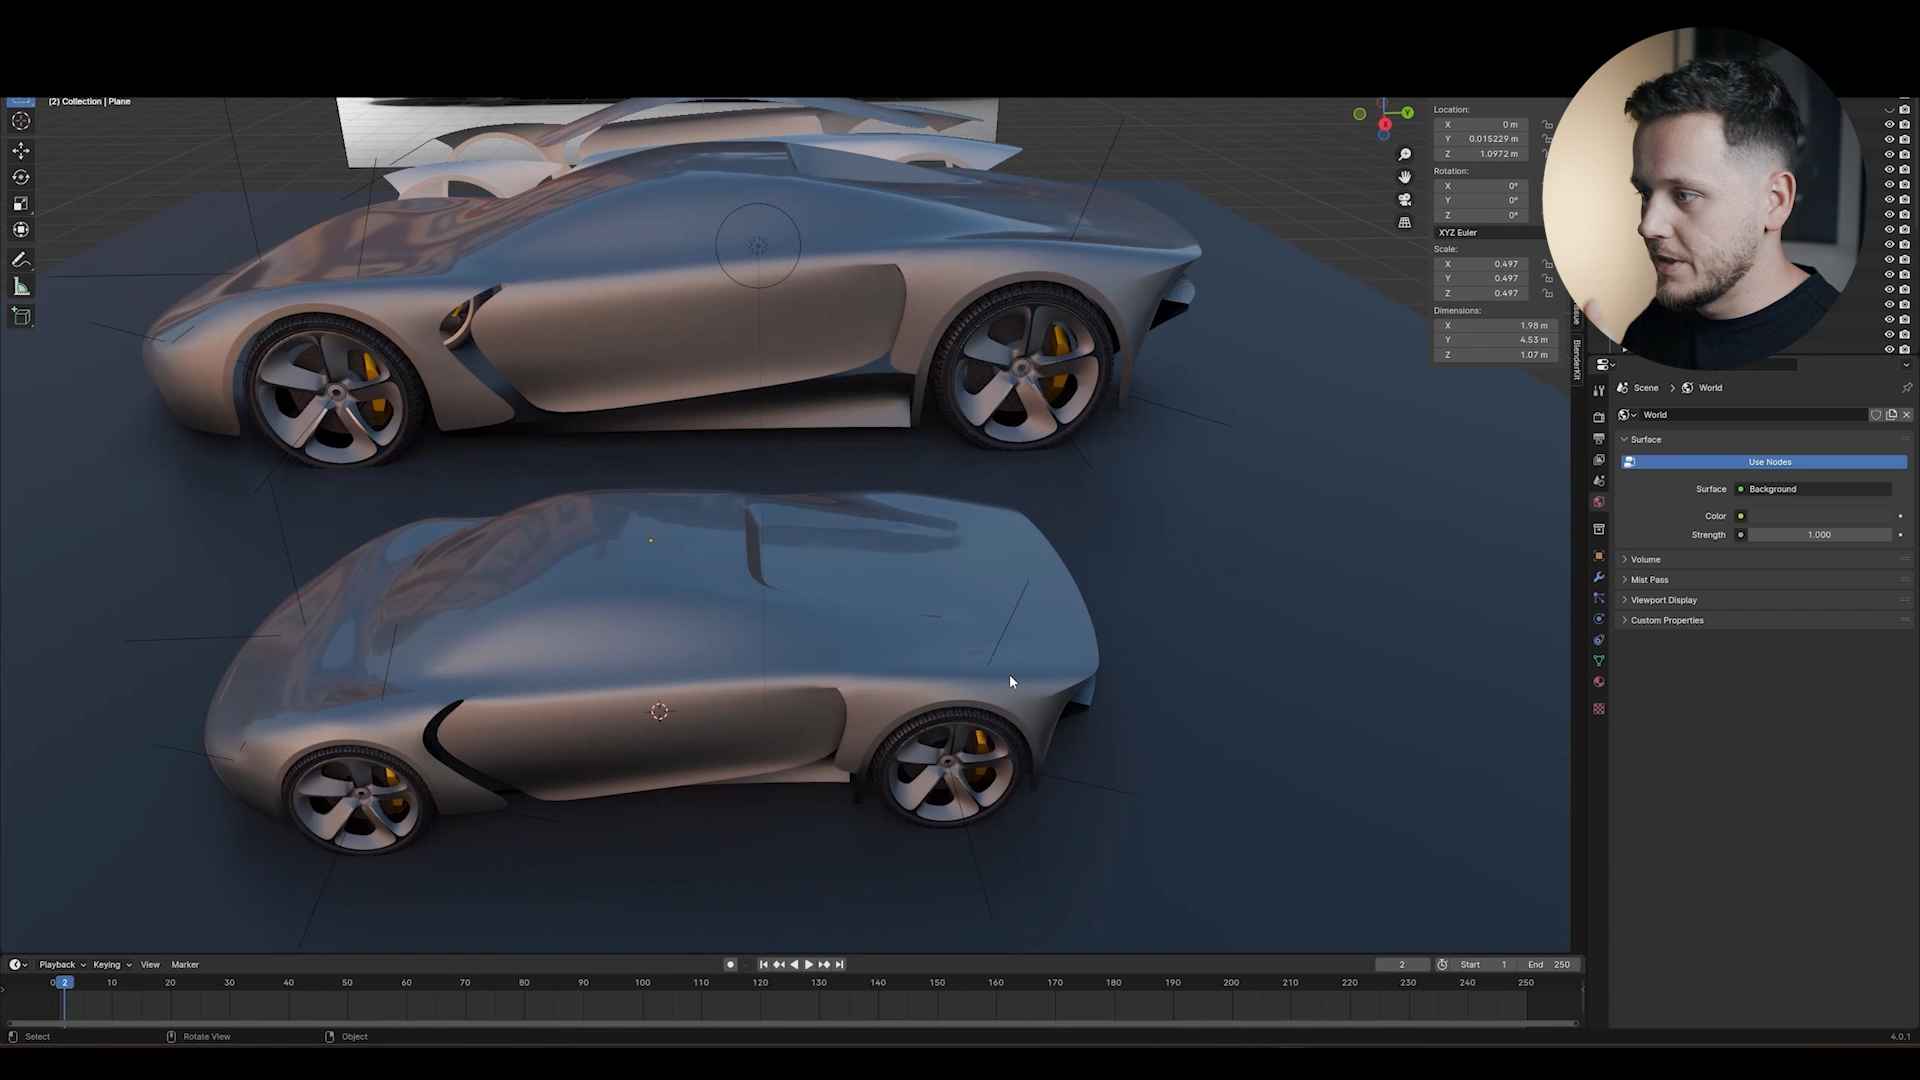 (2) Collection | Plane
Location:
X 0 m
Y 0.015229 m
Z 1.0972 m
Rotation:
X 0°
Y 0°
Z 0°
XYZ Euler
Scale:
X 0.497
Y 0.497
Z 0.497
Dimensions:
X 1.98 m
Y 4.53 m
Z 1.07 m
BlenderKit
Scene > World
World
Surface
Use Nodes
Surface Background
Color
Strength 1.000
Volume
Mist Pass
Viewport Display
Custom Properties
Playback Keying View Marker
2 Start 1 End 250
0 2 10 20 30 40 50 60 70 80 90 100 110 120 130 140 150 160 170 180 190 200 210 220 230 240 250
Select Rotate View Object
4.0.1